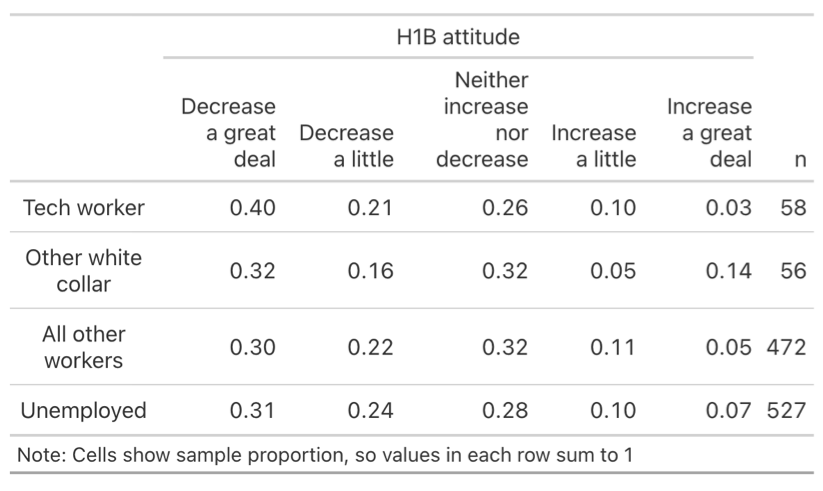 H1B attitude
Decrease a great deal Decrease a little Neither increase nor decrease Increase a little Increase a great deal n
Tech worker 0.40 0.21 0.26 0.10 0.03 58
Other white collar 0.32 0.16 0.32 0.05 0.14 56
All other workers 0.30 0.22 0.32 0.11 0.05 472
Unemployed 0.31 0.24 0.28 0.10 0.07 527
Note: Cells show sample proportion, so values in each row sum to 1